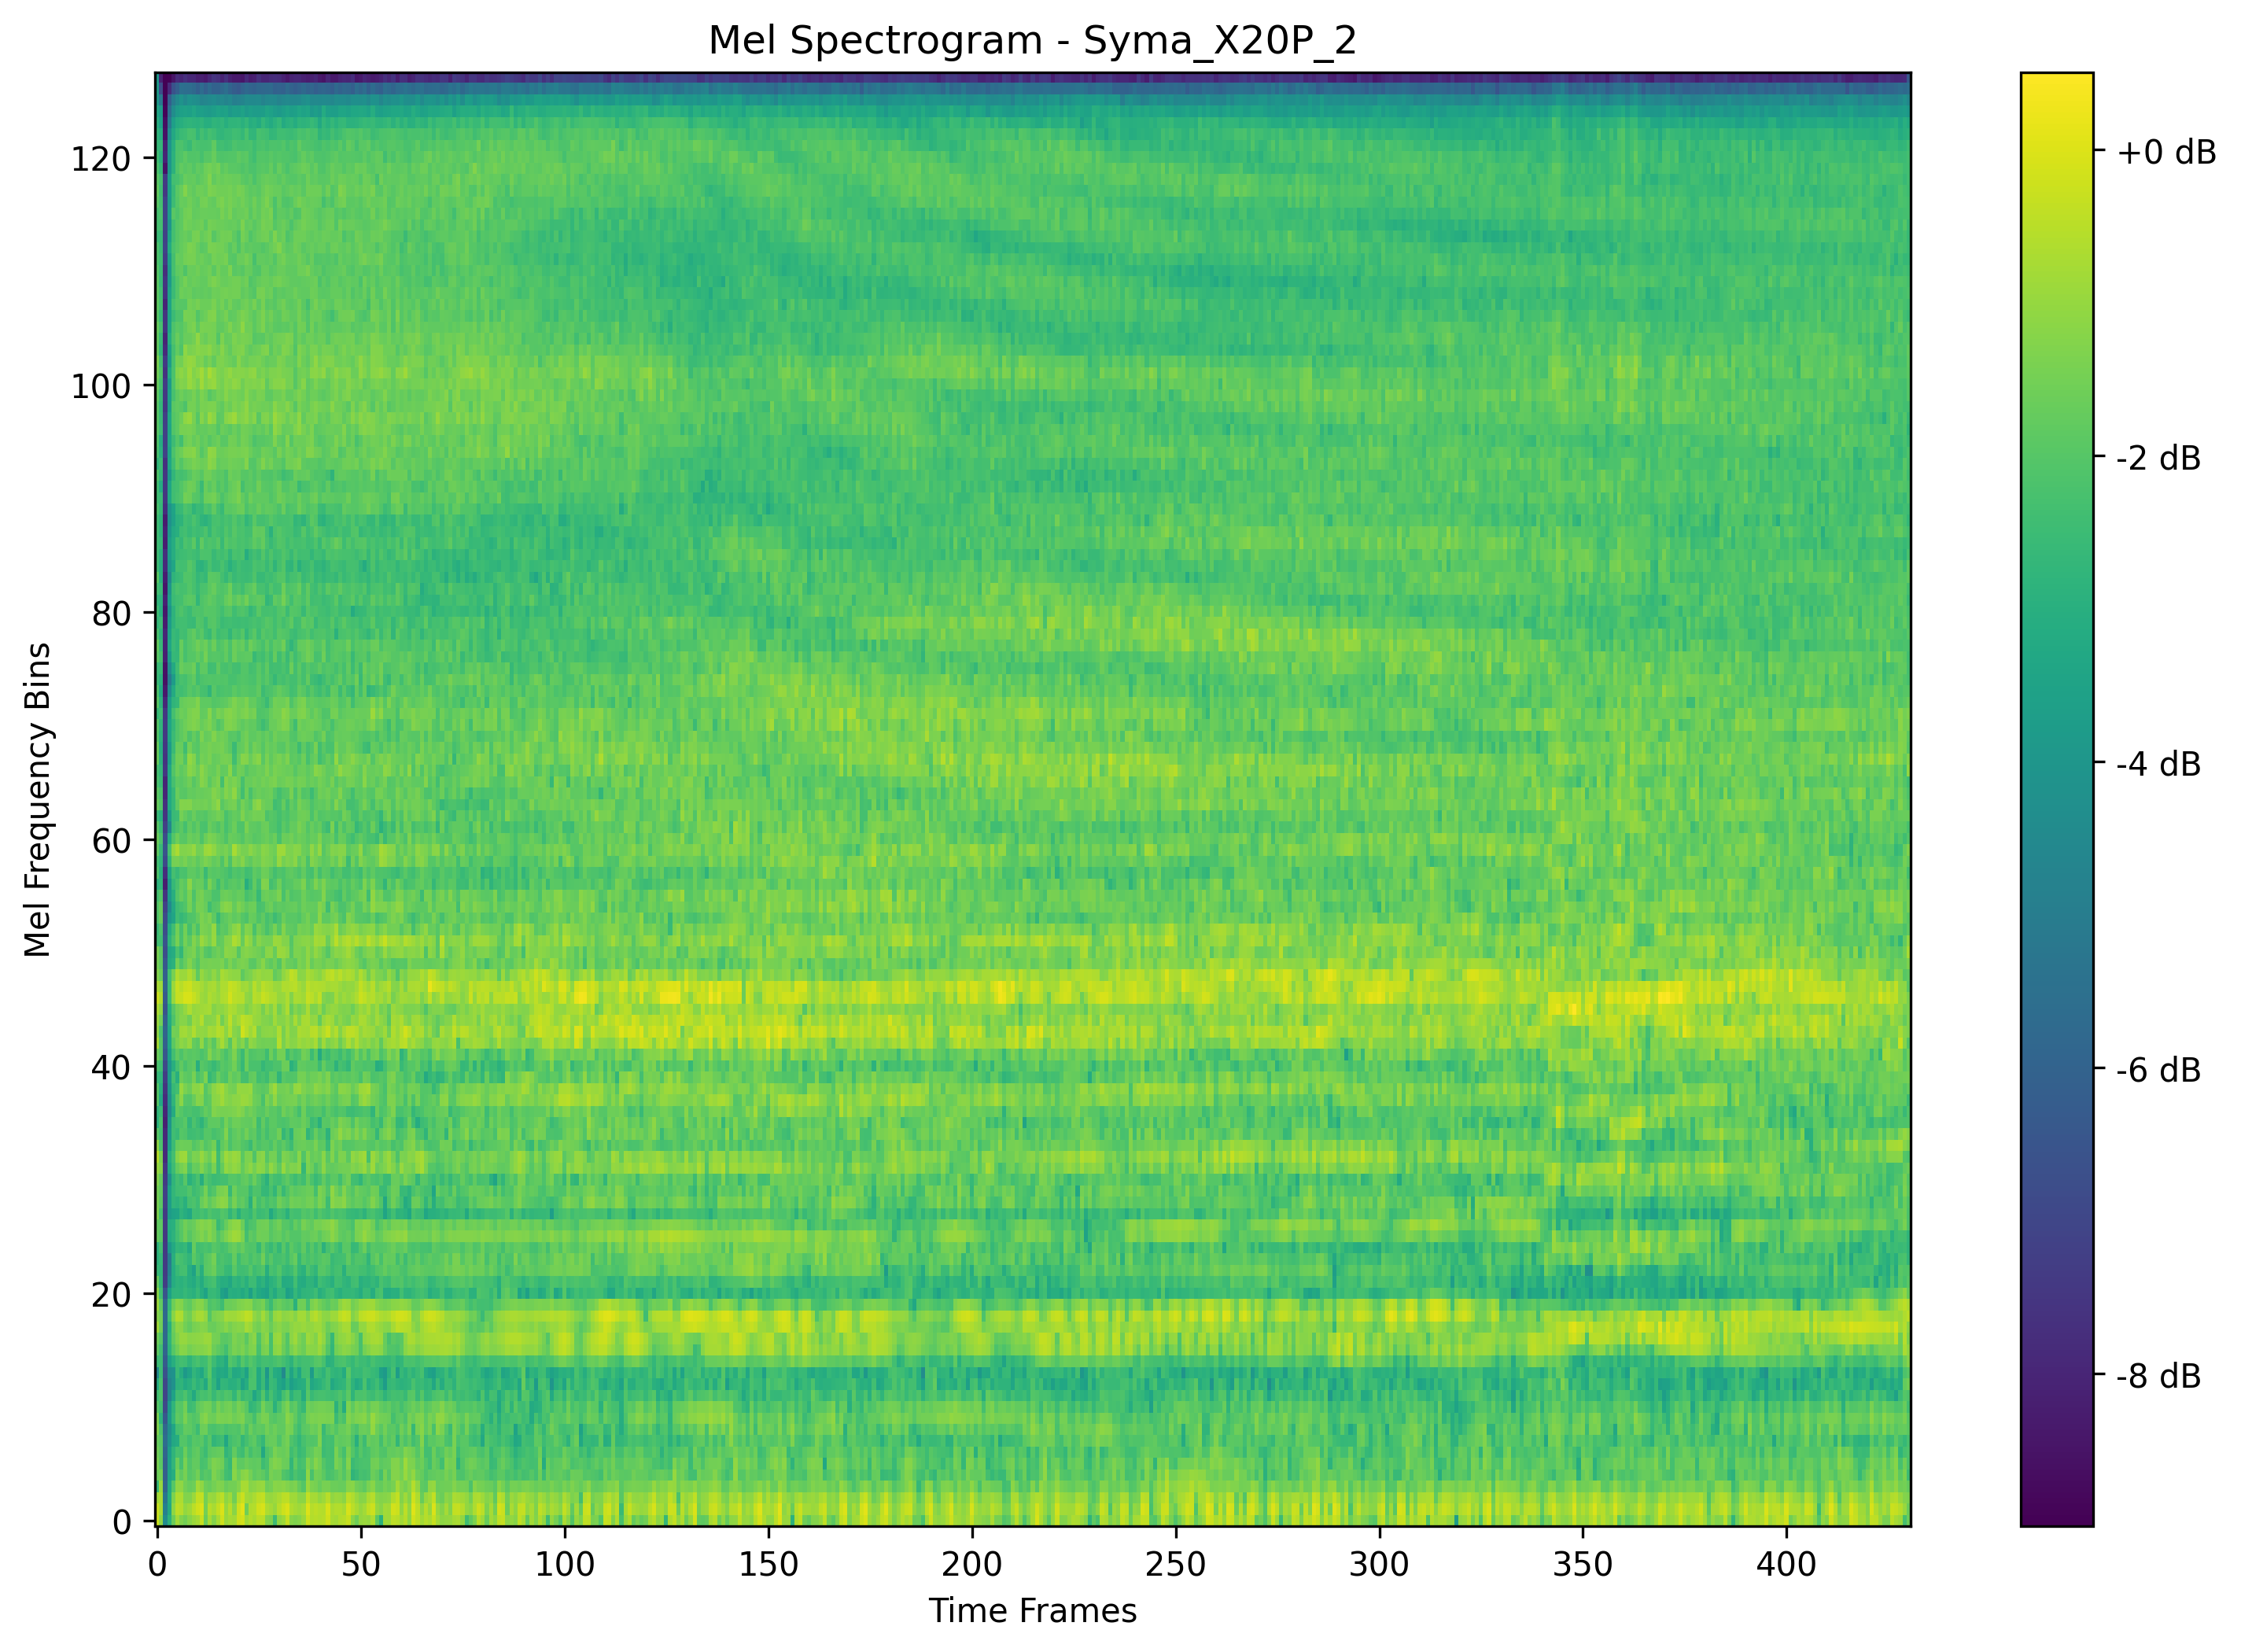 Mel Spectrogram - Syma_X20P_2
Mel Frequency Bins
120
100
80
60
40
20
0
0 50 100 150 200 250 300 350 400
Time Frames
+0 dB
-2 dB
-4 dB
-6 dB
-8 dB